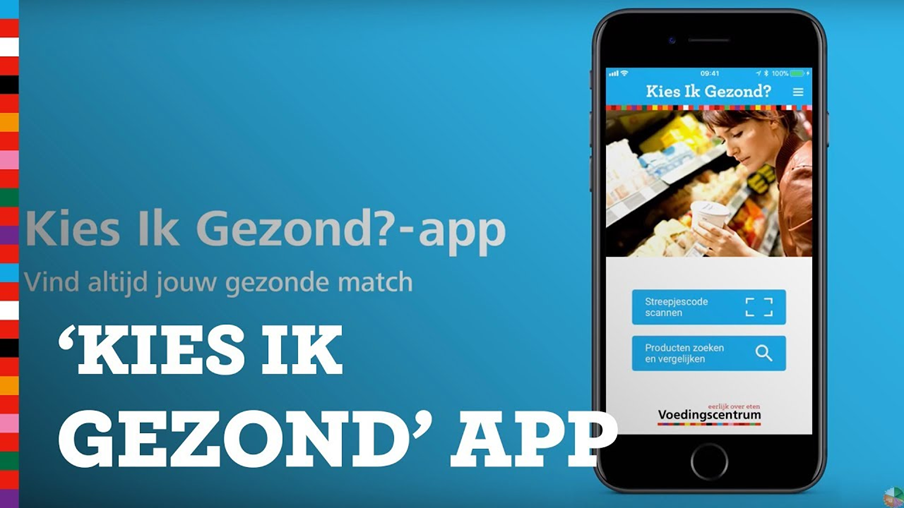 Kies Ik Gezond?-app
Vind altijd jouw gezonde match
‘KIES IK
GEZOND’ APP
09:41
100%
Kies Ik Gezond?
Streepjescode
scannen
Producten zoeken
en vergelijken
eerlijk over eten
Voedingscentrum